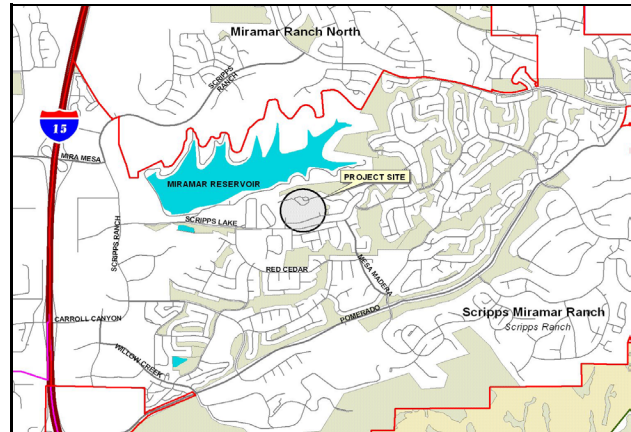 Miramar Ranch North
SCRIPPS
RANCH
15
MIRA MESA
MIRAMAR RESERVOIR
PROJECT SITE
SCRIPPS RANCH
SCRIPPS LAKE
RED CEDAR
MESA MADERA
CARROLL CANYON
POMERADO
Scripps Miramar Ranch
Scripps Ranch
WILLOW CREEK